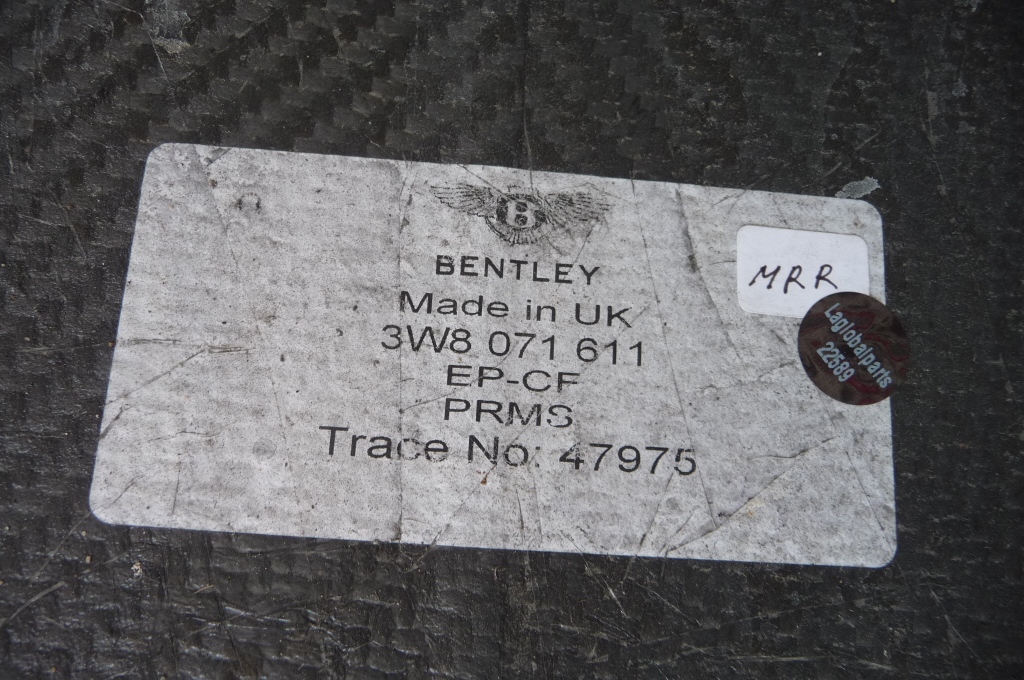 B
BENTLEY
Made in UK
3W8 071 611
EP-CF
PRMS
Trace No: 47975
MRR
Laglobalparts
22589